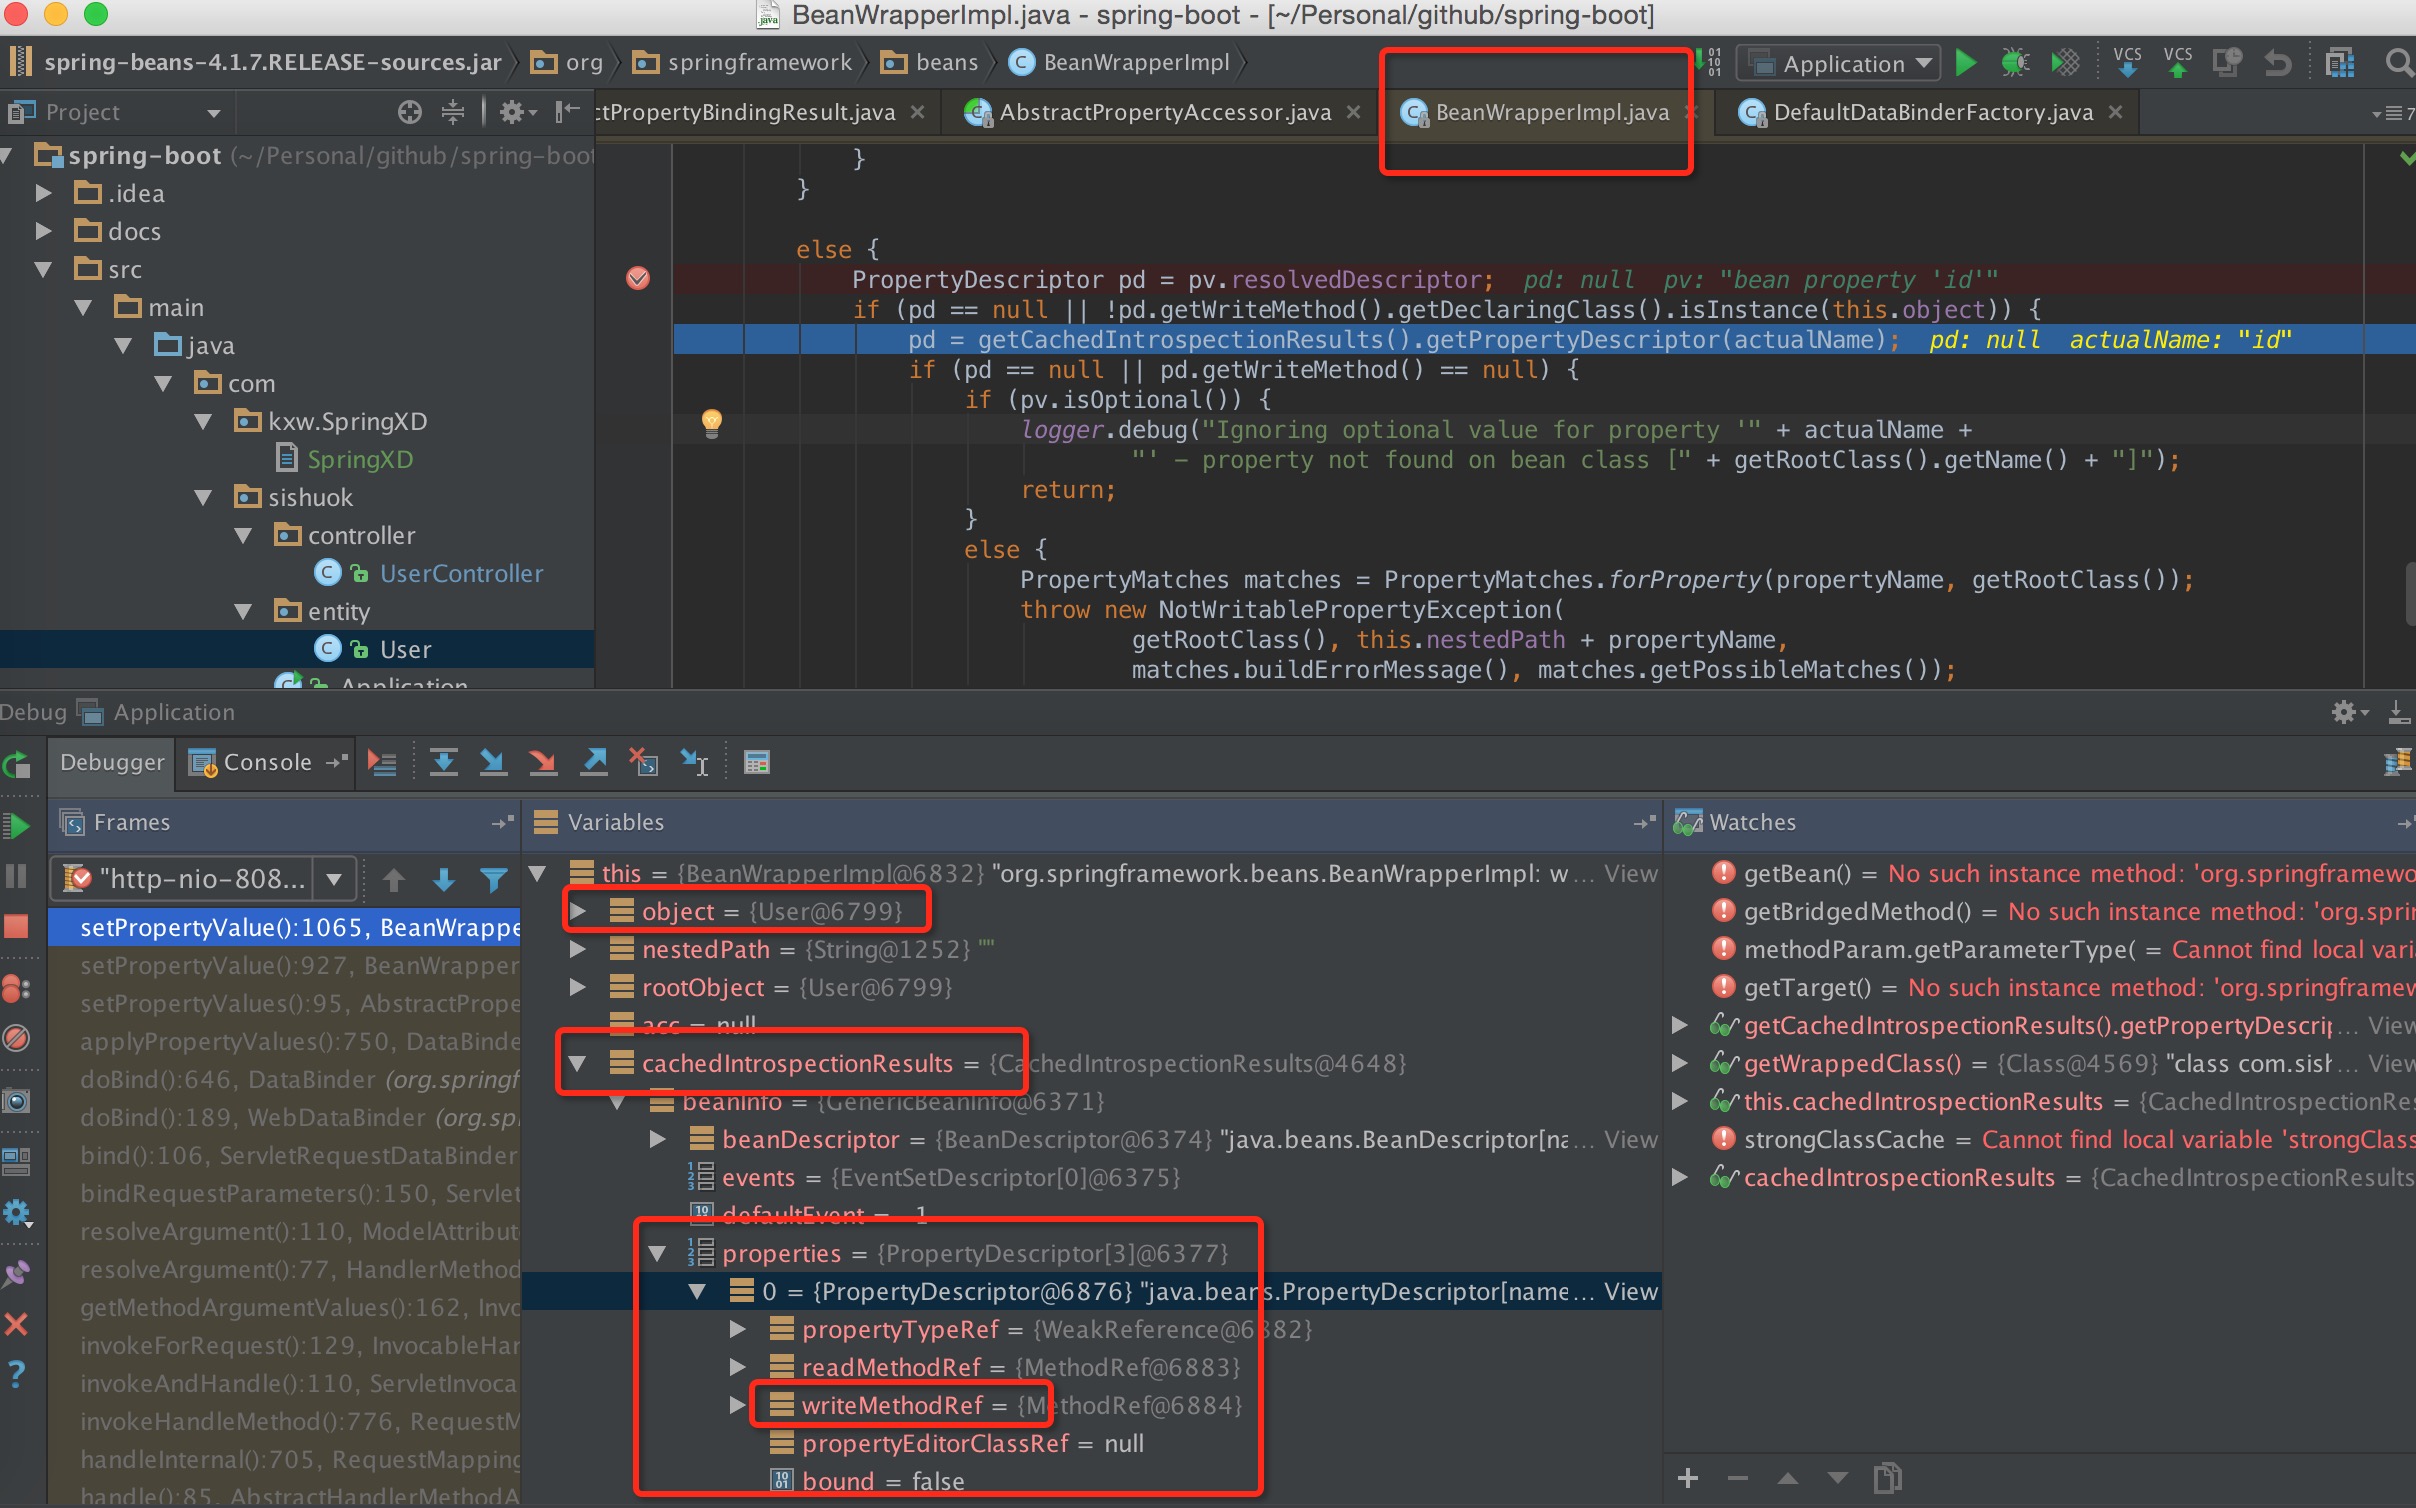 BeanWrapperImpl.java - spring-boot - [~/Personal/github/spring-boot]
spring-beans-4.1.7.RELEASE-sources.jar org springframework beans BeanWrapperImpl Application VCS VCS
Project
ctPropertyBindingResult.java AbstractPropertyAccessor.java BeanWrapperImpl.java DefaultDataBinderFactory.java 7
spring-boot (~/Personal/github/spring-boot
.idea
docs
src
main
java
com
kxw.SpringXD
SpringXD
sishuok
controller
UserController
entity
User
Application
}
}
else {
PropertyDescriptor pd = pv.resolvedDescriptor; pd: null pv: "bean property 'id'"
if (pd == null || !pd.getWriteMethod().getDeclaringClass().isInstance(this.object)) {
pd = getCachedIntrospectionResults().getPropertyDescriptor(actualName); pd: null actualName: "id"
if (pd == null || pd.getWriteMethod() == null) {
if (pv.isOptional()) {
logger.debug("Ignoring optional value for property '" + actualName +
"' - property not found on bean class [" + getRootClass().getName() + "]");
return;
}
else {
PropertyMatches matches = PropertyMatches.forProperty(propertyName, getRootClass());
throw new NotWritablePropertyException(
getRootClass(), this.nestedPath + propertyName,
matches.buildErrorMessage(), matches.getPossibleMatches());
Debug Application
Debugger Console
Frames
"http-nio-808...
setPropertyValue():1065, BeanWrappe
setPropertyValue():927, BeanWrapper
setPropertyValues():95, AbstractPrope
applyPropertyValues():750, DataBinde
doBind():646, DataBinder (org.springf
doBind():189, WebDataBinder (org.sp
bind():106, ServletRequestDataBinder
bindRequestParameters():150, Servlet
resolveArgument():110, ModelAttribut
resolveArgument():77, HandlerMethod
getMethodArgumentValues():162, Invo
invokeForRequest():129, InvocableHar
invokeAndHandle():110, ServletInvoca
invokeHandleMethod():776, RequestM
handleInternal():705, RequestMapping
handle():85, AbstractHandlerMethodA
Variables
this = {BeanWrapperImpl@6832} "org.springframework.beans.BeanWrapperImpl: w... View
object = {User@6799}
nestedPath = {String@1252} ""
rootObject = {User@6799}
acc = null
cachedIntrospectionResults = {CachedIntrospectionResults@4648}
beanInfo = {GenericBeanInfo@6371}
beanDescriptor = {BeanDescriptor@6374} "java.beans.BeanDescriptor[na... View
events = {EventSetDescriptor[0]@6375}
defaultEvent = -1
properties = {PropertyDescriptor[3]@6377}
0 = {PropertyDescriptor@6876} "java.beans.PropertyDescriptor[name... View
propertyTypeRef = {WeakReference@6882}
readMethodRef = {MethodRef@6883}
writeMethodRef = {MethodRef@6884}
propertyEditorClassRef = null
bound = false
Watches
getBean() = No such instance method: 'org.springframewo
getBridgedMethod() = No such instance method: 'org.sprin
methodParam.getParameterType( = Cannot find local vari
getTarget() = No such instance method: 'org.springframew
getCachedIntrospectionResults().getPropertyDescrip... View
getWrappedClass() = {Class@4569} "class com.sish... View
this.cachedIntrospectionResults = {CachedIntrospectionRes
strongClassCache = Cannot find local variable 'strongClass
cachedIntrospectionResults = {CachedIntrospectionResults